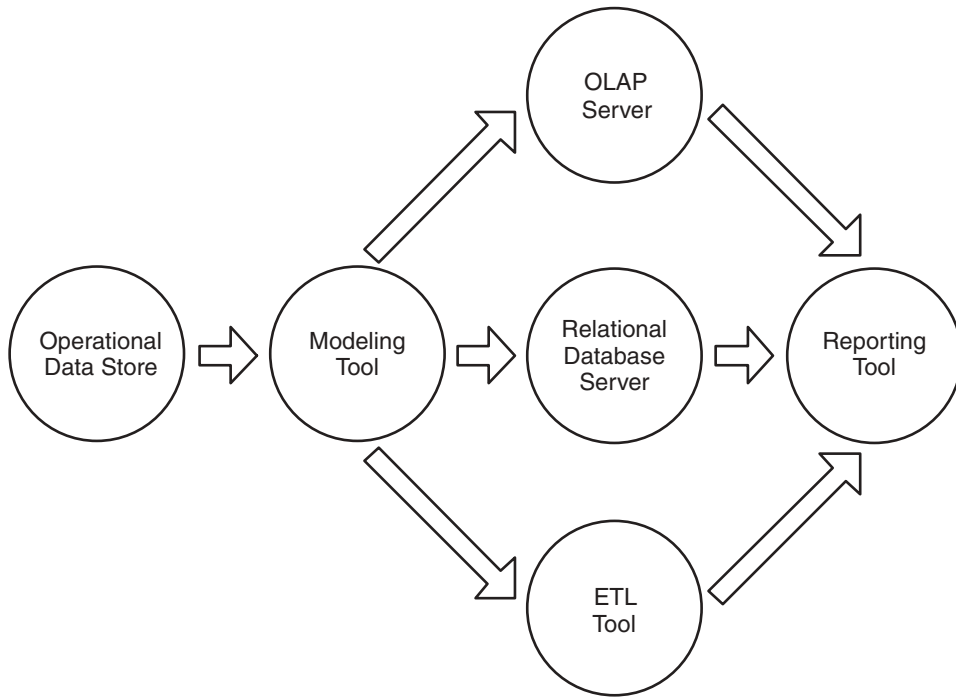 OLAP
Server
Operational
Data Store
Modeling
Tool
Relational
Database
Server
Reporting
Tool
ETL
Tool